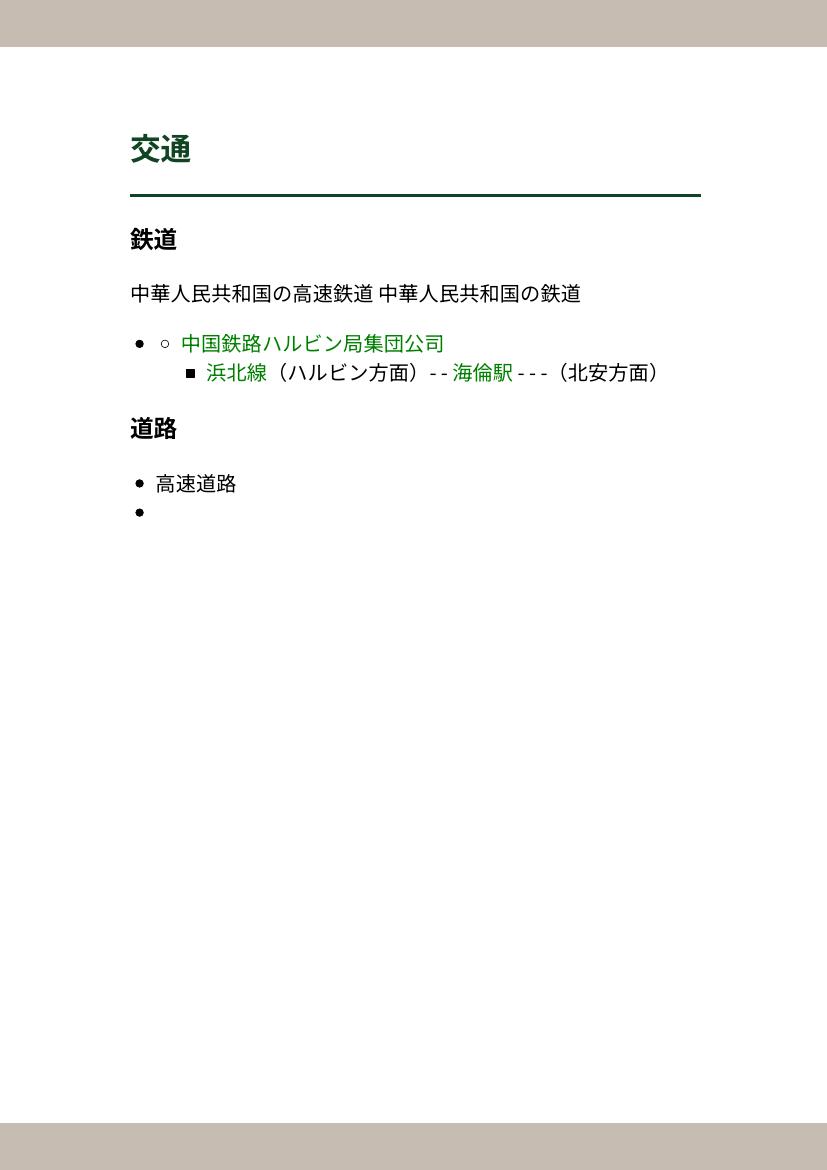 交通
鉄道
中華人民共和国の高速鉄道 中華人民共和国の鉄道
中国鉄路ハルビン局集団公司
浜北線（ハルビン方面）- - 海倫駅 - - -（北安方面）
道路
高速道路